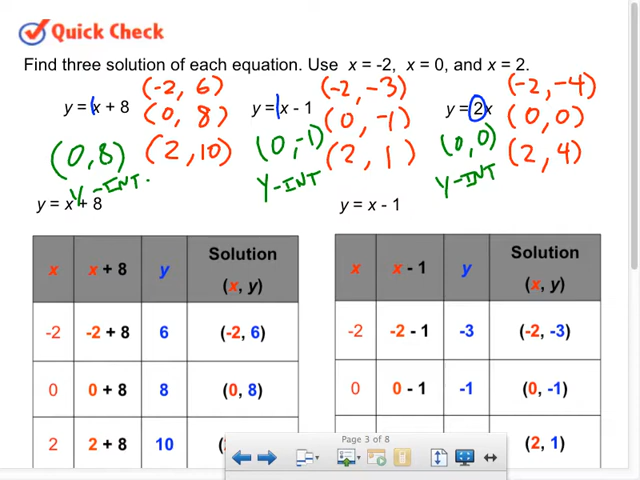 Quick Check
Find three solution of each equation. Use x = -2, x = 0, and x = 2.
y = 1x + 8
(-2, 6)
(0, 8)
(2, 10)
(0, 8)
Y-INT.
y = 1x - 1
(-2, -3)
(0, -1)
(2, 1)
(0, -1)
Y-INT
y = 2x
(-2, -4)
(0, 0)
(2, 4)
(0, 0)
Y-INT
y = x + 8
x x + 8 y Solution
(x, y)
-2 -2 + 8 6 (-2, 6)
0 0 + 8 8 (0, 8)
2 2 + 8 10
y = x - 1
x x - 1 y Solution
(x, y)
-2 -2 - 1 -3 (-2, -3)
0 0 - 1 -1 (0, -1)
(2, 1)
Page 3 of 8